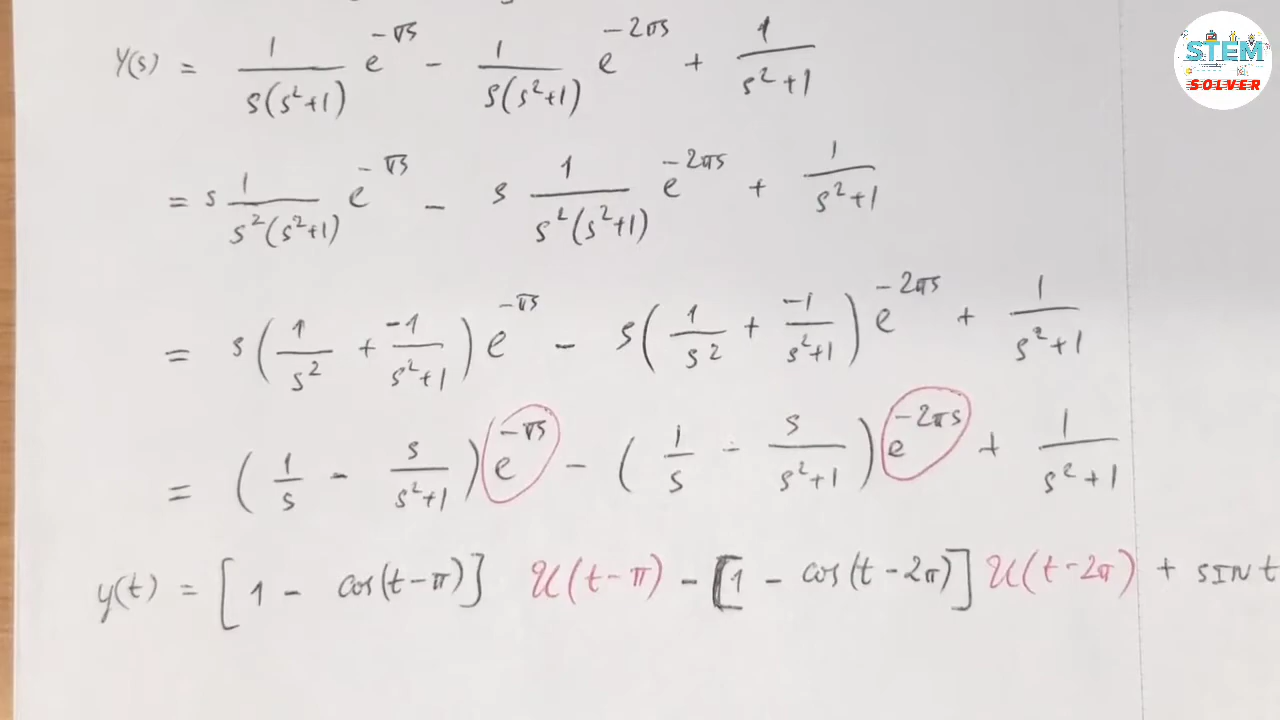 Y(s) = 1/(s(s²+1)) e^(-πs) - 1/(s(s²+1)) e^(-2πs) + 1/(s²+1)
STEM
SOLVER
= s 1/(s²(s²+1)) e^(-πs) - s 1/(s²(s²+1)) e^(-2πs) + 1/(s²+1)
= s(1/s² + -1/(s²+1)) e^(-πs) - s(1/s² + -1/(s²+1)) e^(-2πs) + 1/(s²+1)
= (1/s - s/(s²+1)) e^(-πs) - (1/s - s/(s²+1)) e^(-2πs) + 1/(s²+1)
y(t) = [1 - cos(t-π)] U(t-π) - [1 - cos(t-2π)] U(t-2π) + SIN t